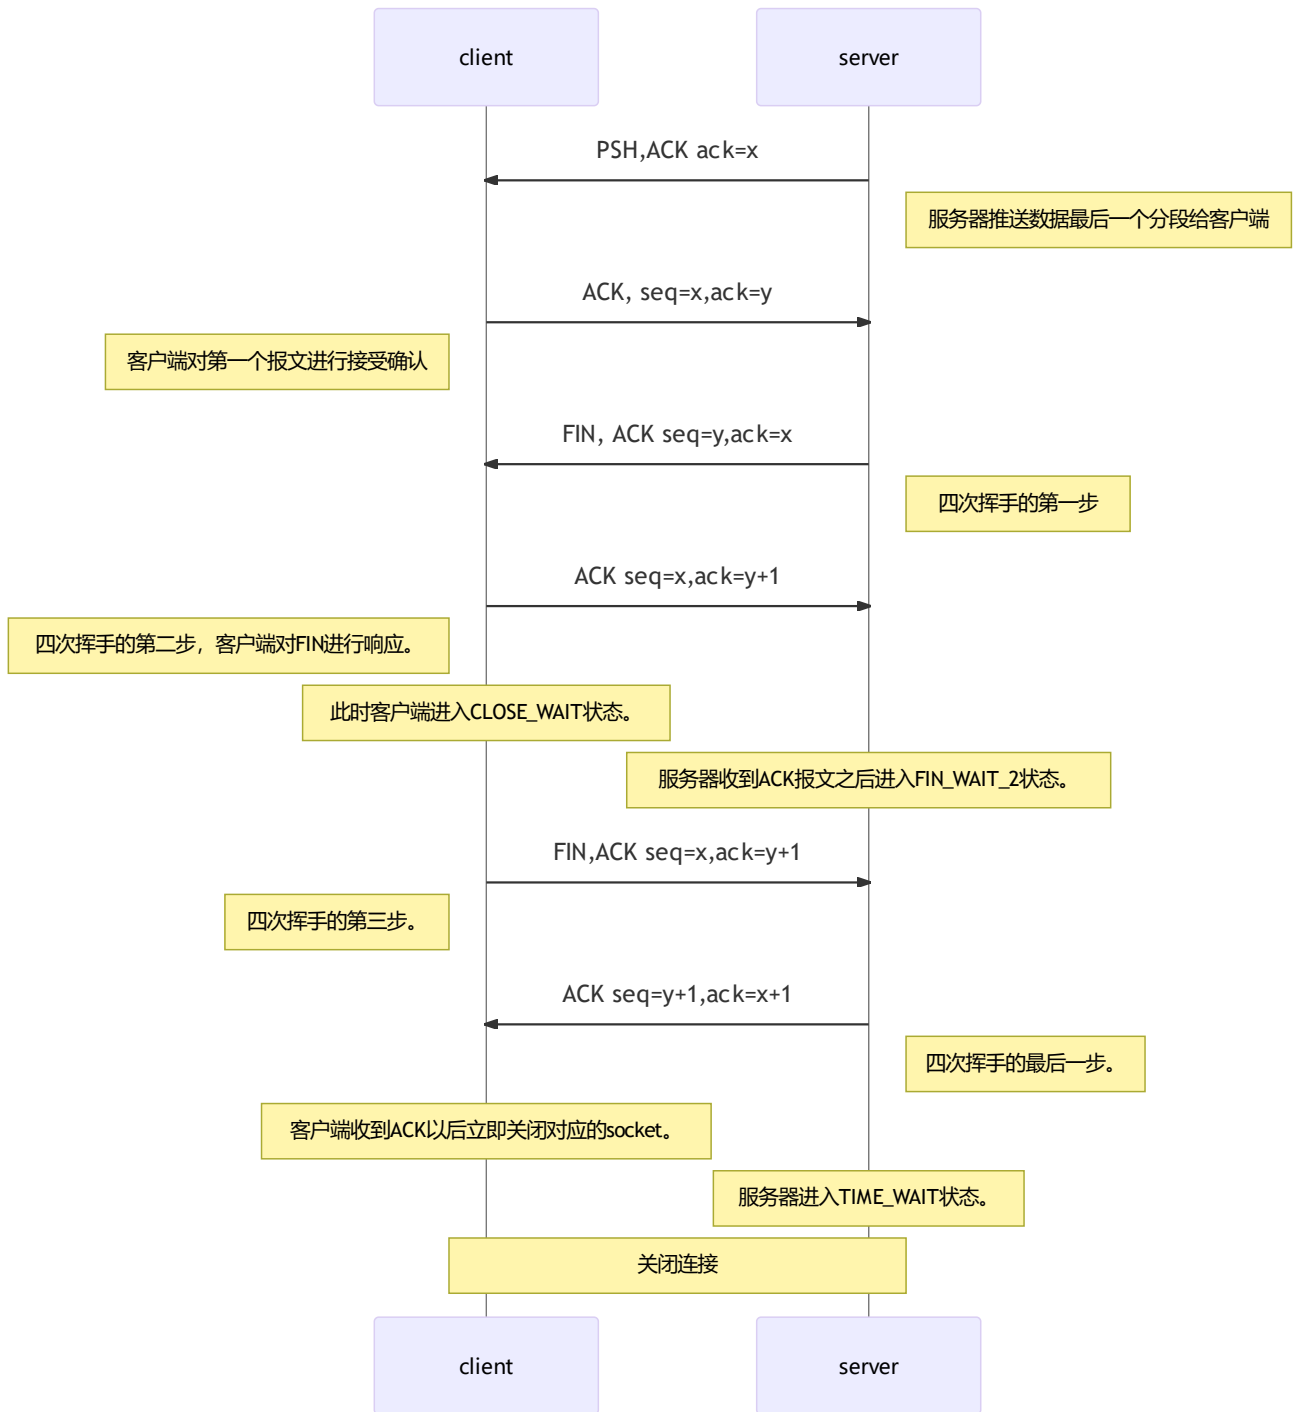 client
server
PSH,ACK ack=x
服务器推送数据最后一个分段给客户端
ACK, seq=x,ack=y
客户端对第一个报文进行接受确认
FIN, ACK seq=y,ack=x
四次挥手的第一步
ACK seq=x,ack=y+1
四次挥手的第二步，客户端对FIN进行响应。
此时客户端进入CLOSE_WAIT状态。
服务器收到ACK报文之后进入FIN_WAIT_2状态。
FIN,ACK seq=x,ack=y+1
四次挥手的第三步。
ACK seq=y+1,ack=x+1
四次挥手的最后一步。
客户端收到ACK以后立即关闭对应的socket。
服务器进入TIME_WAIT状态。
关闭连接
client
server